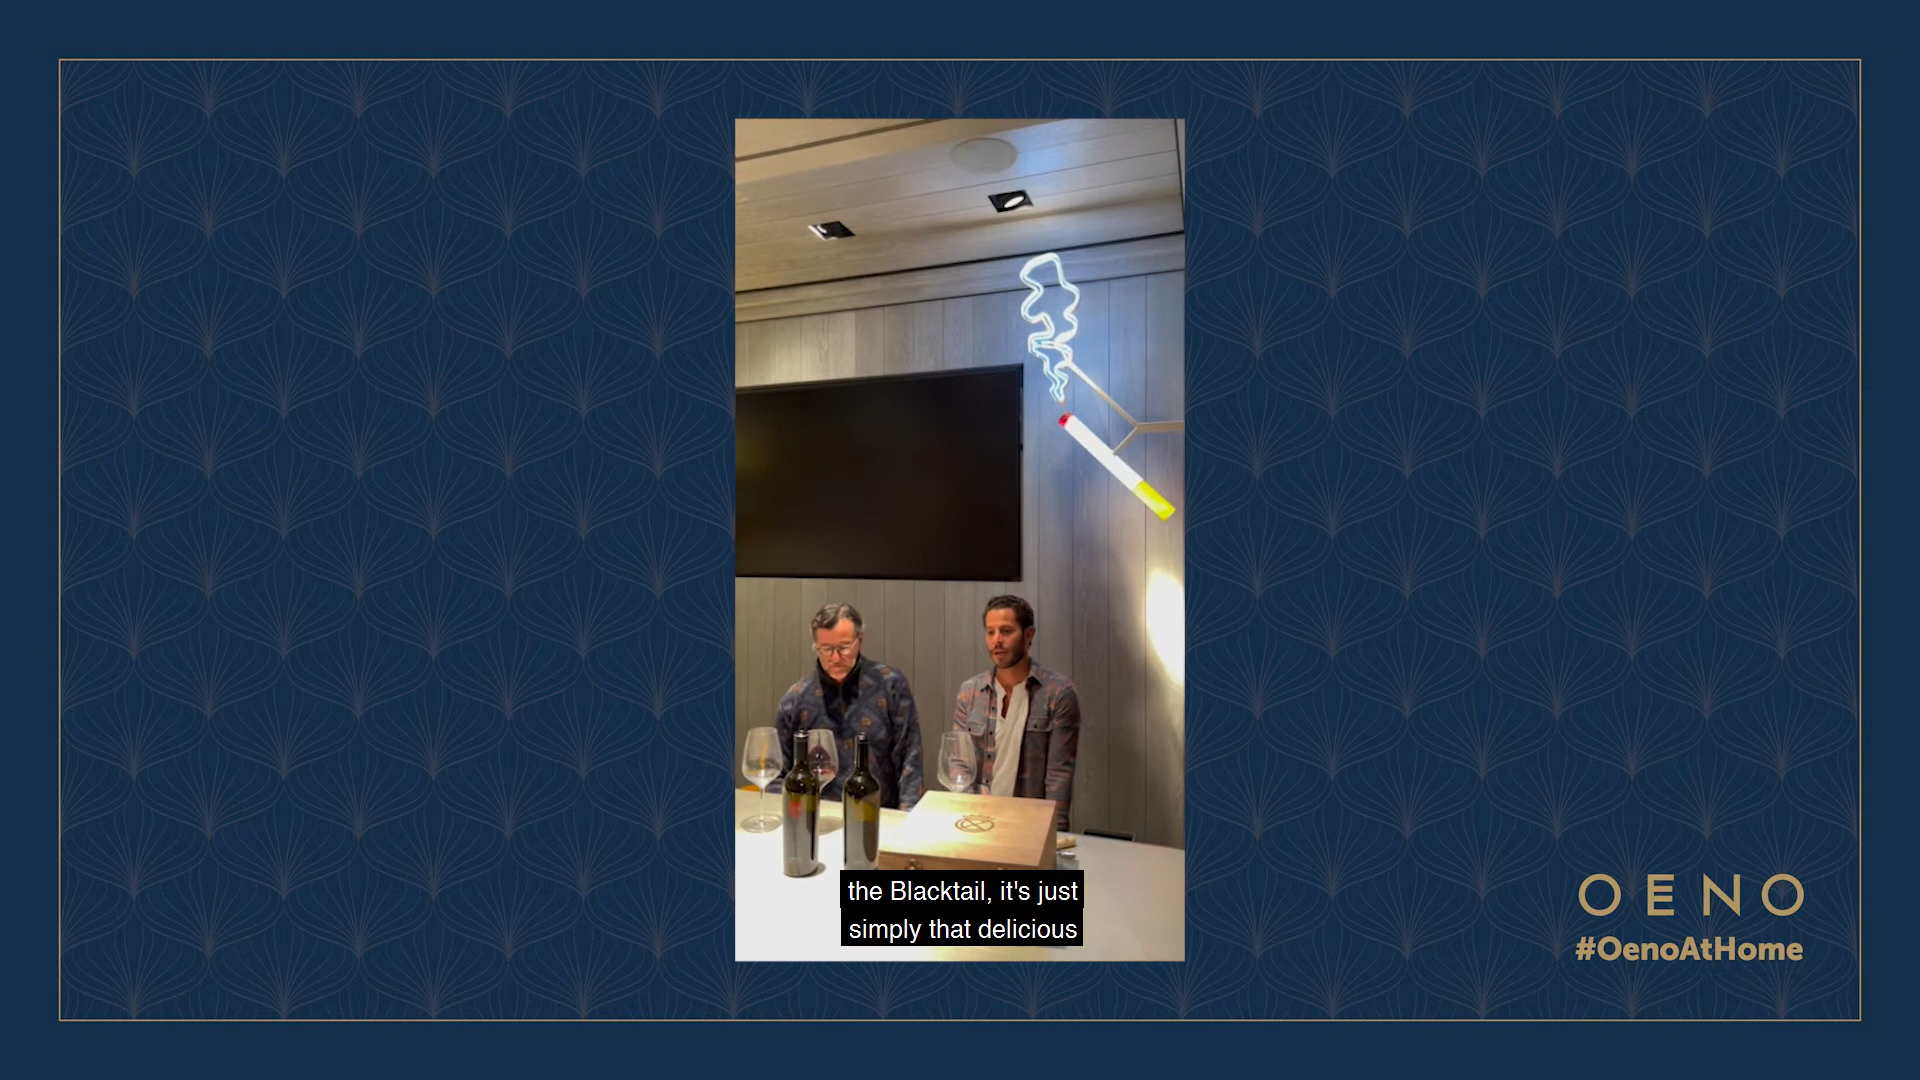 the Blacktail, it's just
simply that delicious
OENO
#OenoAtHome